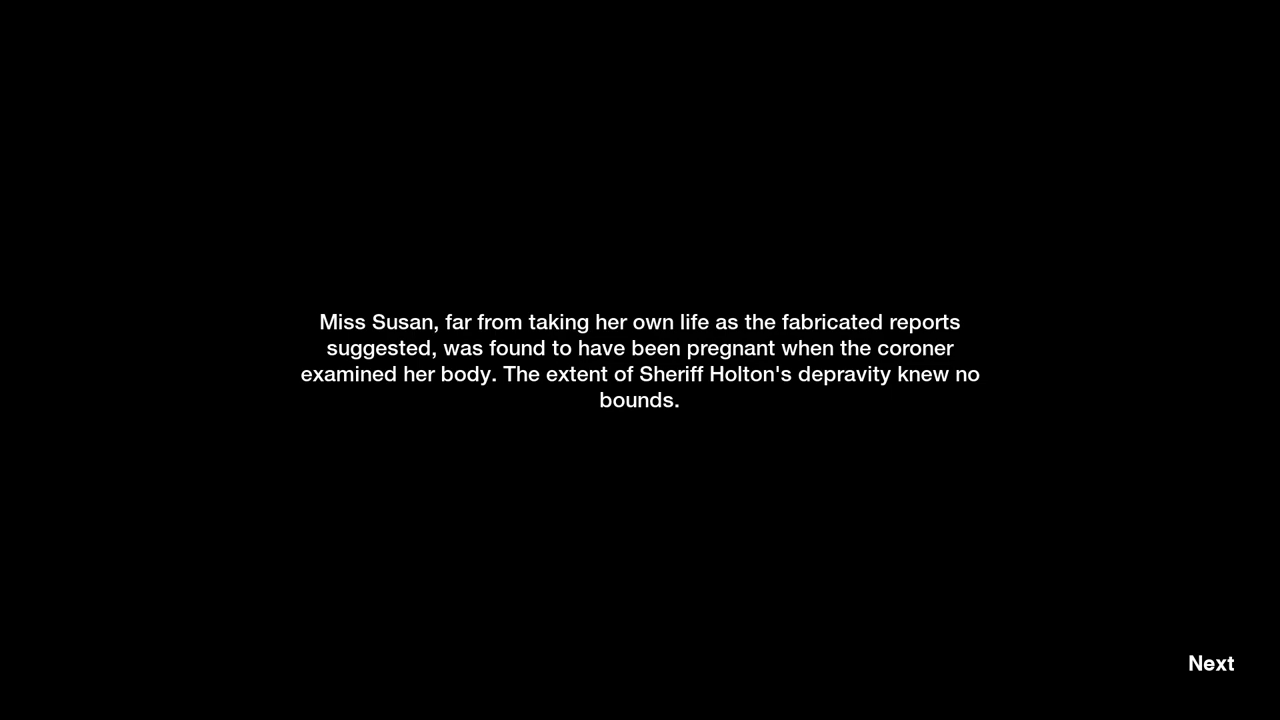 Miss Susan, far from taking her own life as the fabricated reports
suggested, was found to have been pregnant when the coroner
examined her body. The extent of Sheriff Holton's depravity knew no
bounds.
Next